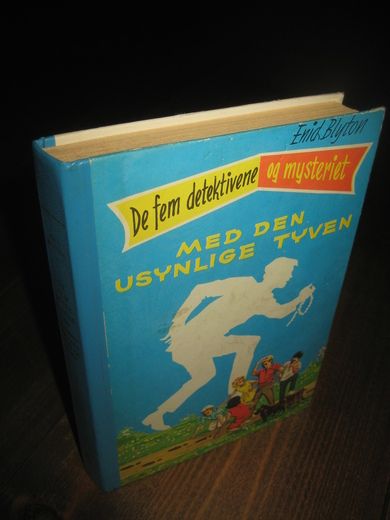 Enid Blyton
De fem detektivene og mysteriet
MED DEN
USYNLIGE TYVEN